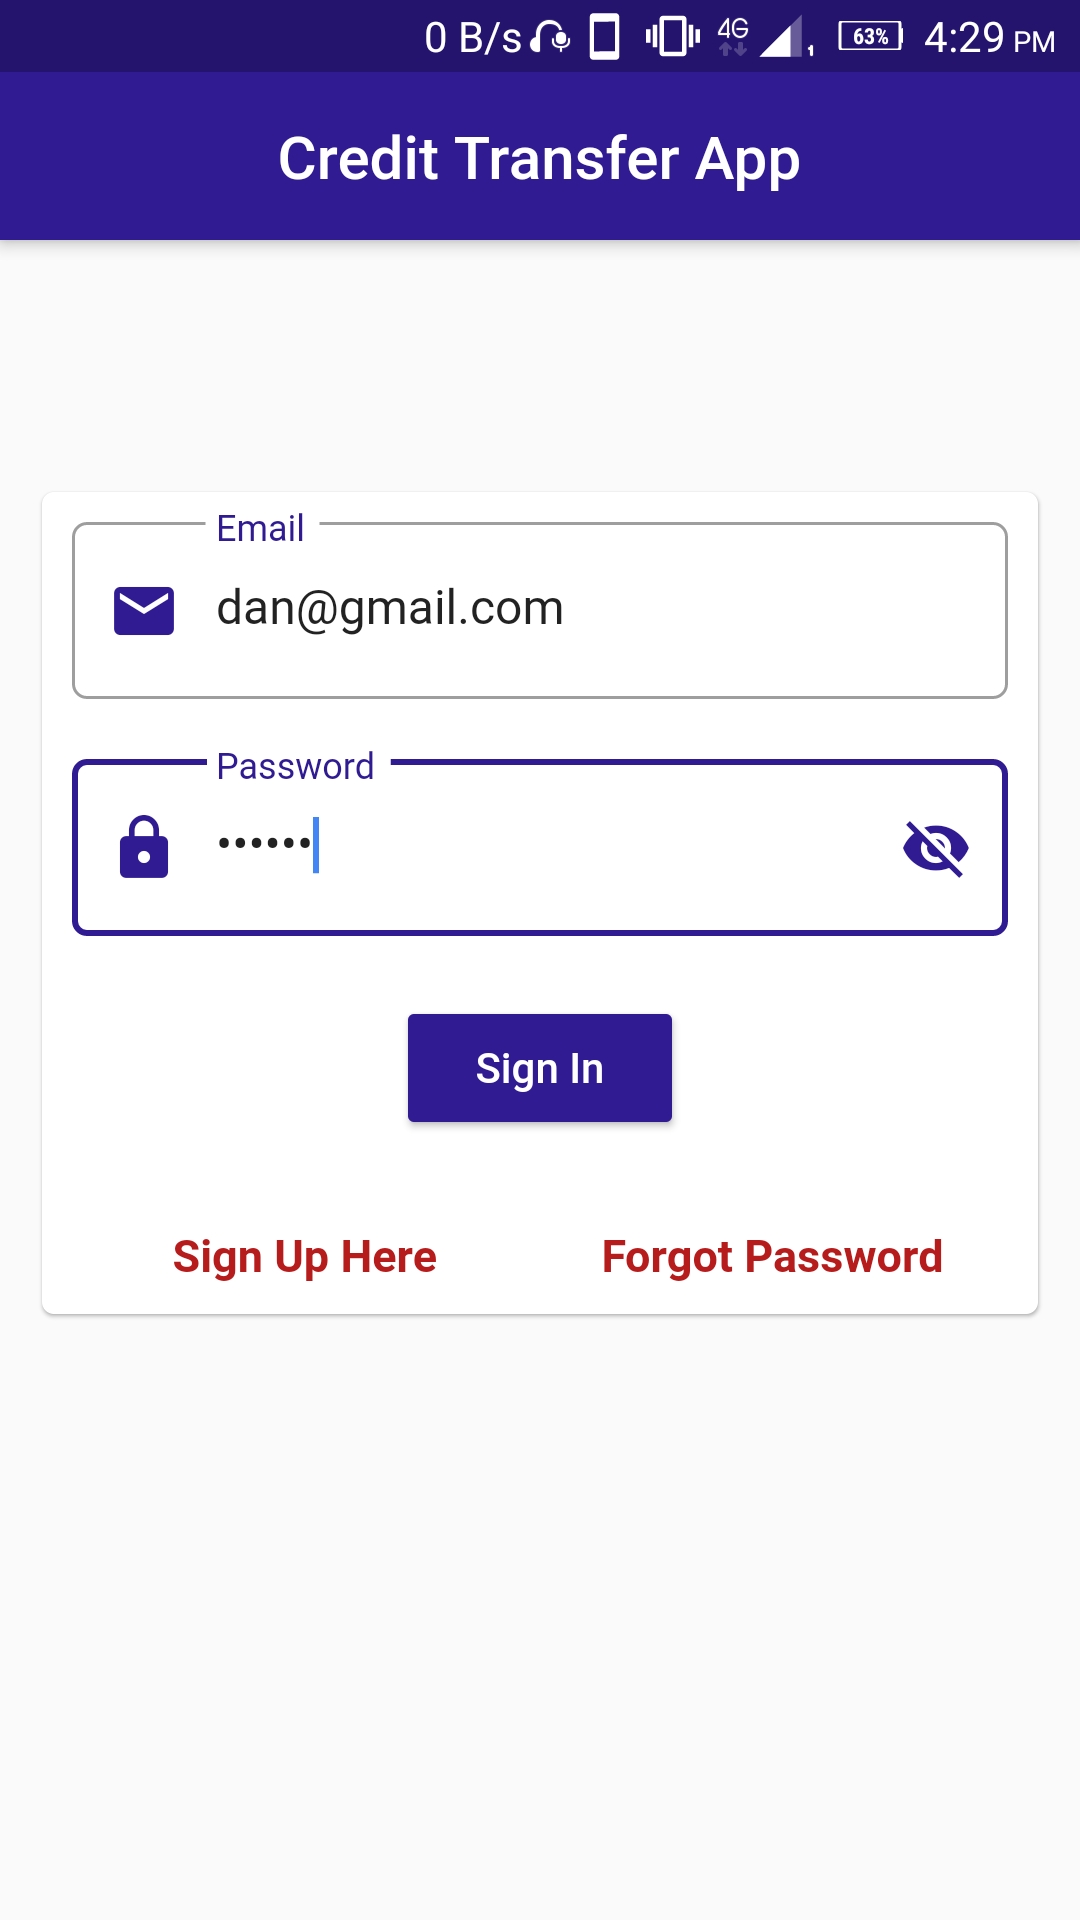 0 B/s 4G 1 63% 4:29 PM
Credit Transfer App
Email
dan@gmail.com
Password
••••••
Sign In
Sign Up Here Forgot Password